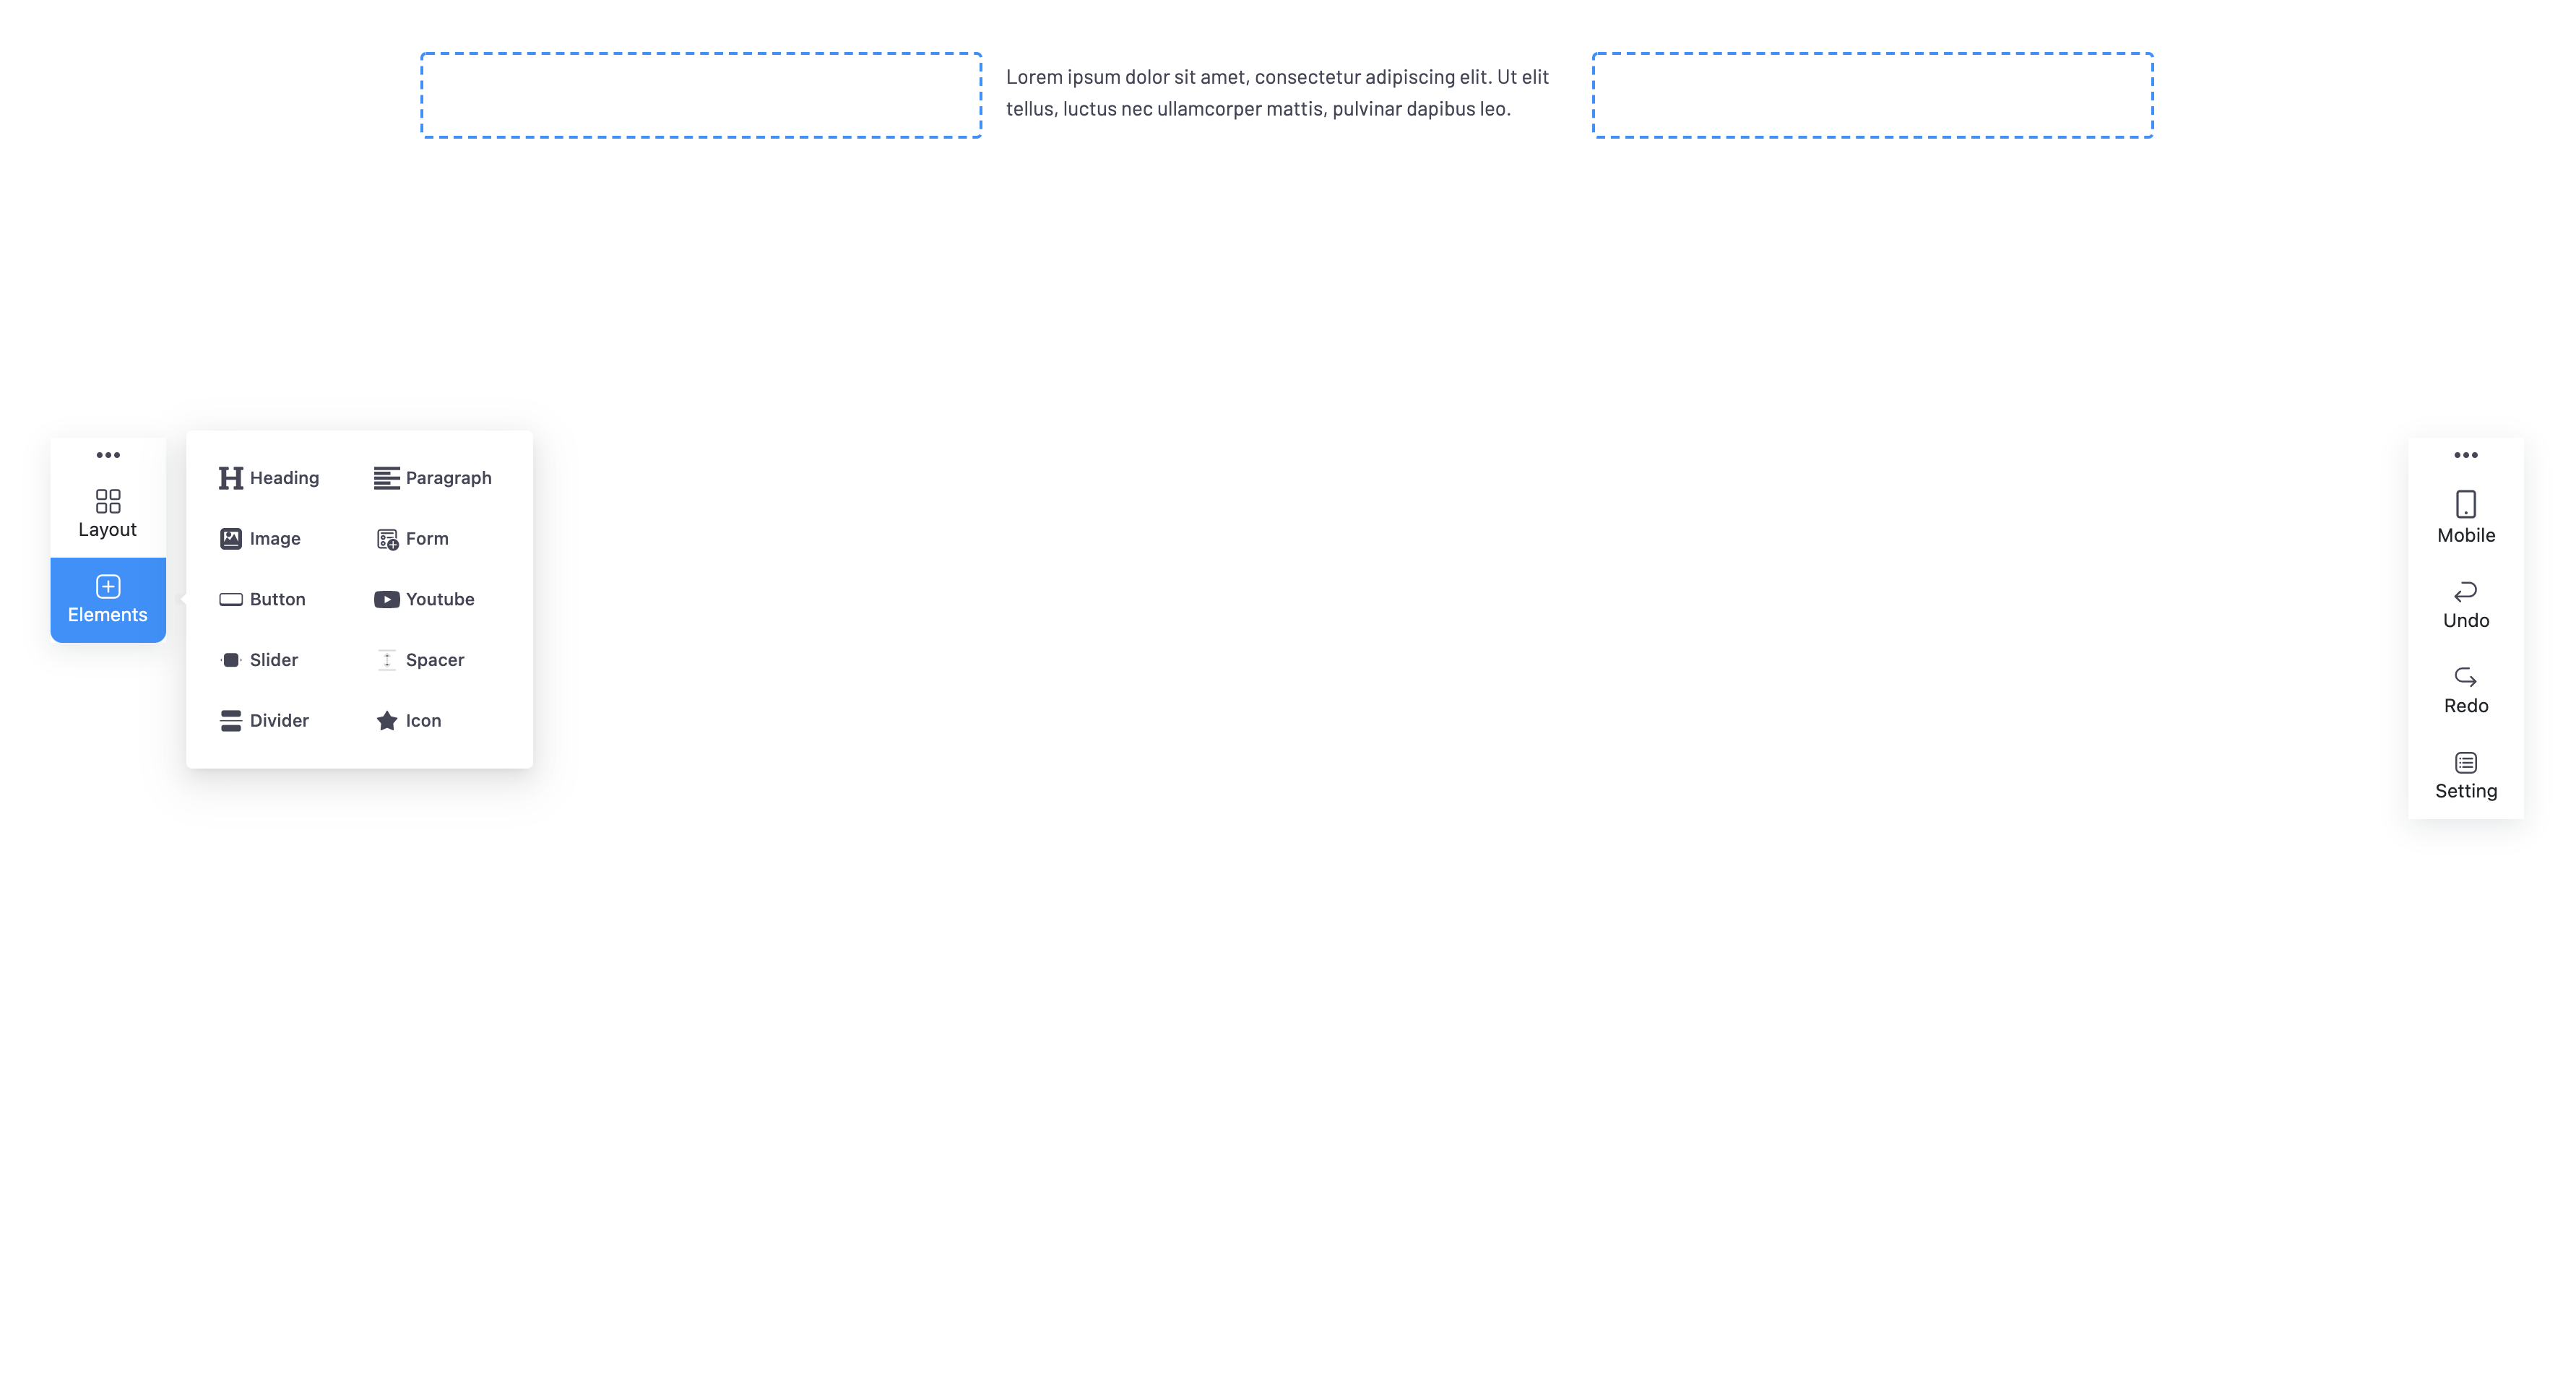 Lorem ipsum dolor sit amet, consectetur adipiscing elit. Ut elit
tellus, luctus nec ullamcorper mattis, pulvinar dapibus leo.
Layout
Elements
Heading
Paragraph
Image
Form
Button
Youtube
Slider
Spacer
Divider
Icon
Mobile
Undo
Redo
Setting